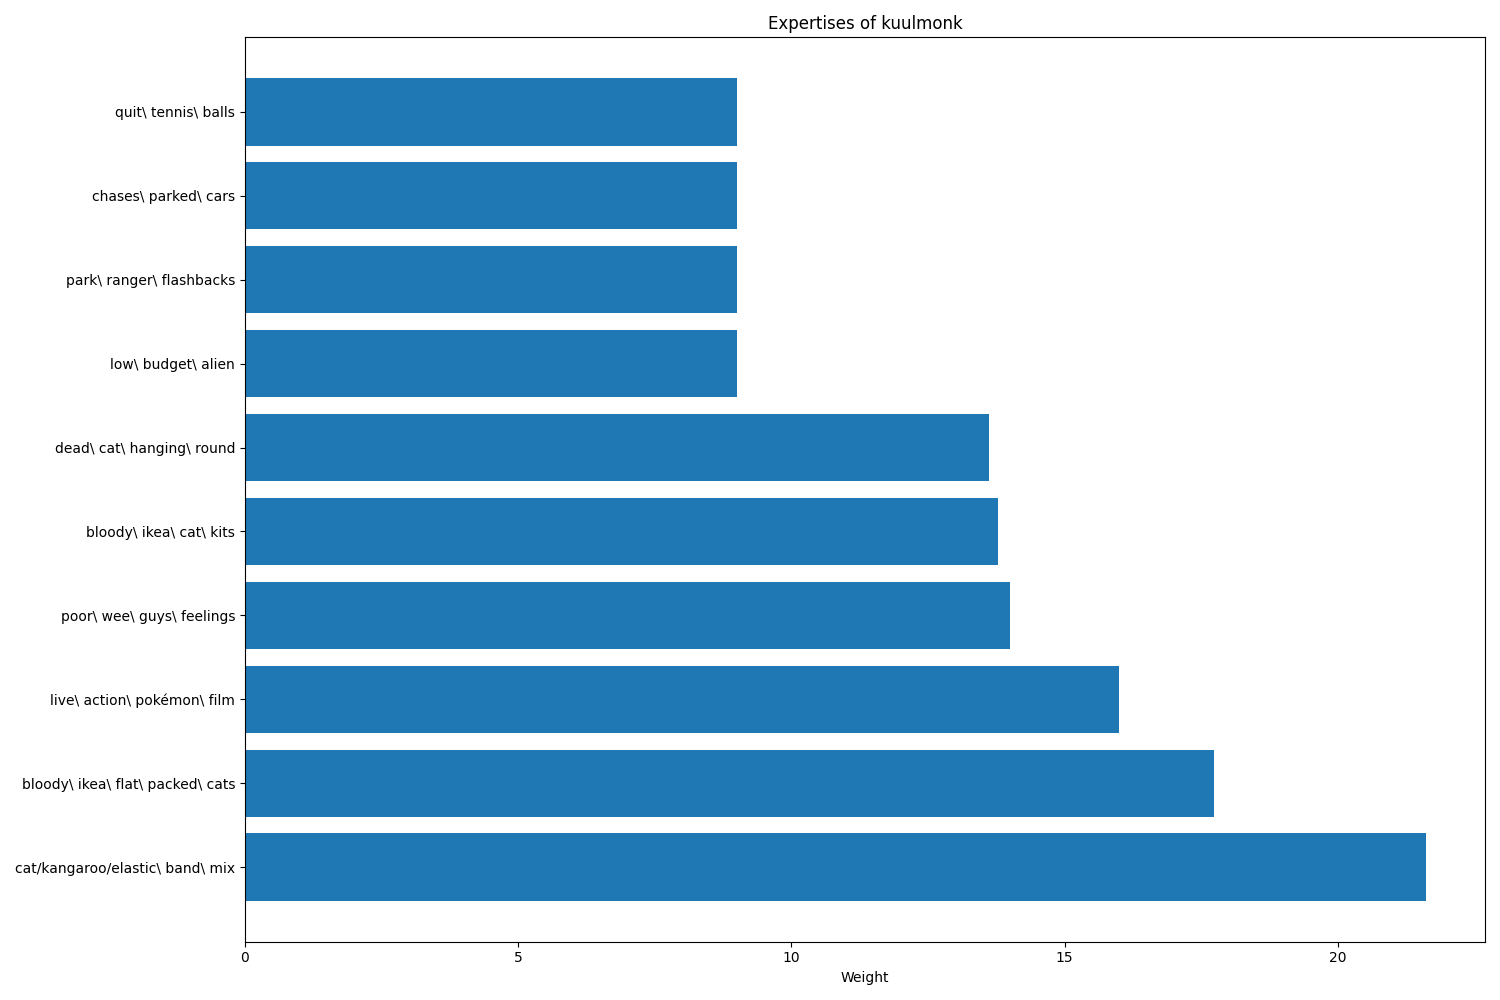 Expertises of kuulmonk
quit\ tennis\ balls
chases\ parked\ cars
park\ ranger\ flashbacks
low\ budget\ alien
dead\ cat\ hanging\ round
bloody\ ikea\ cat\ kits
poor\ wee\ guys\ feelings
live\ action\ pokémon\ film
bloody\ ikea\ flat\ packed\ cats
cat/kangaroo/elastic\ band\ mix
0 5 10 15 20
Weight